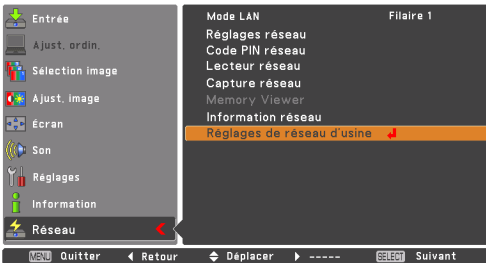 Entrée
Ajust. ordin.
Sélection image
Ajust. image
Écran
Son
Réglages
Information
Réseau
Mode LAN Filaire 1
Réglages réseau
Code PIN réseau
Lecteur réseau
Capture réseau
Memory Viewer
Information réseau
Réglages de réseau d'usine
MENU Quitter Retour Déplacer ----- SELECT Suivant